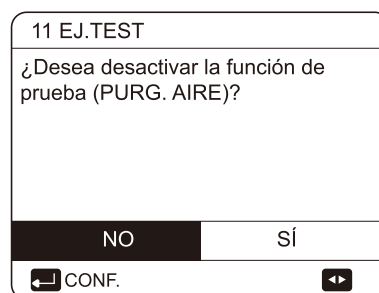 11 EJ.TEST
¿Desea desactivar la función de
prueba (PURG. AIRE)?
NO SÍ
CONF.